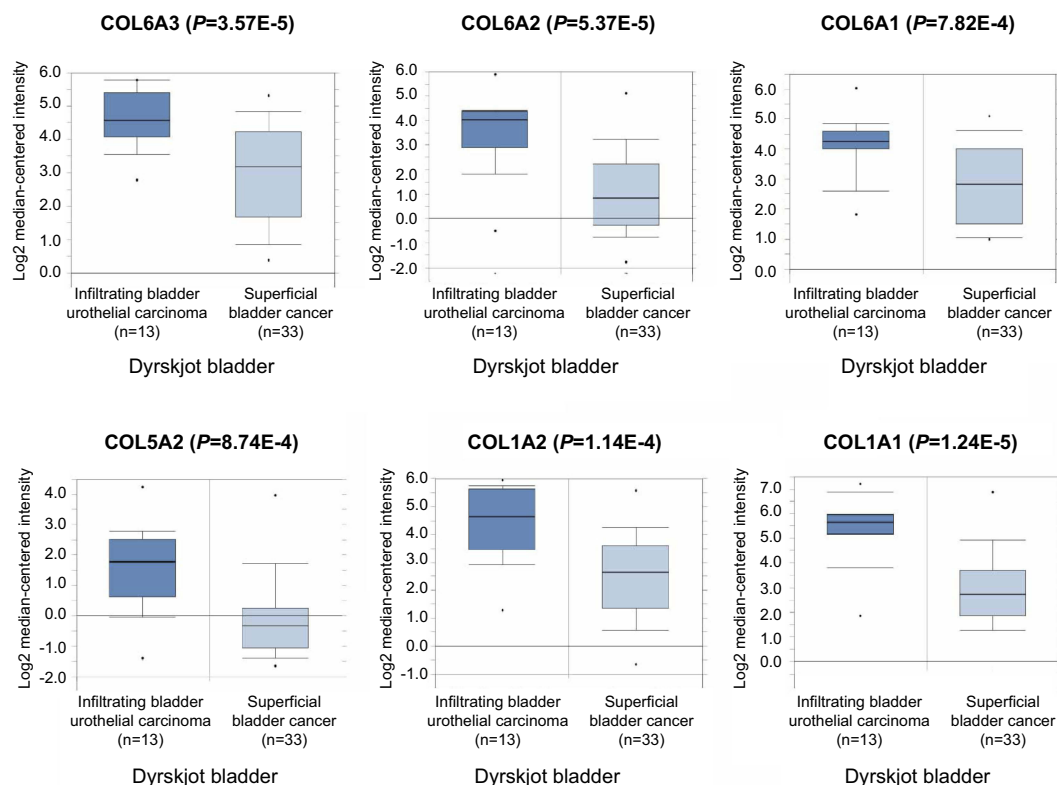 COL6A3 (P=3.57E-5)
Log2 median-centered intensity
6.0
5.0
4.0
3.0
2.0
1.0
0.0
Infiltrating bladder
urothelial carcinoma
(n=13)
Superficial
bladder cancer
(n=33)
Dyrskjot bladder
COL6A2 (P=5.37E-5)
Log2 median-centered intensity
6.0
5.0
4.0
3.0
2.0
1.0
0.0
-1.0
-2.0
Infiltrating bladder
urothelial carcinoma
(n=13)
Superficial
bladder cancer
(n=33)
Dyrskjot bladder
COL6A1 (P=7.82E-4)
Log2 median-centered intensity
6.0
5.0
4.0
3.0
2.0
1.0
0.0
Infiltrating bladder
urothelial carcinoma
(n=13)
Superficial
bladder cancer
(n=33)
Dyrskjot bladder
COL5A2 (P=8.74E-4)
Log2 median-centered intensity
4.0
3.0
2.0
1.0
0.0
-1.0
-2.0
Infiltrating bladder
urothelial carcinoma
(n=13)
Superficial
bladder cancer
(n=33)
Dyrskjot bladder
COL1A2 (P=1.14E-4)
Log2 median-centered intensity
6.0
5.0
4.0
3.0
2.0
1.0
0.0
-1.0
Infiltrating bladder
urothelial carcinoma
(n=13)
Superficial
bladder cancer
(n=33)
Dyrskjot bladder
COL1A1 (P=1.24E-5)
Log2 median-centered intensity
7.0
6.0
5.0
4.0
3.0
2.0
1.0
0.0
Infiltrating bladder
urothelial carcinoma
(n=13)
Superficial
bladder cancer
(n=33)
Dyrskjot bladder